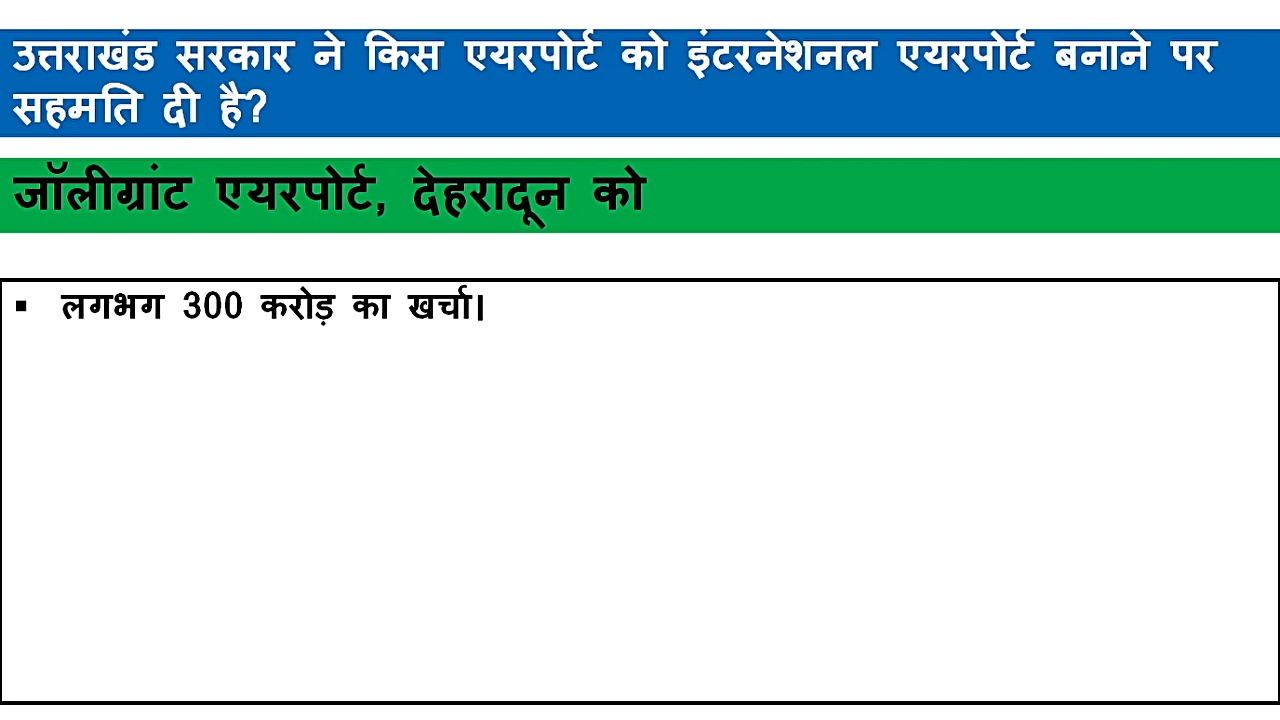 उत्तराखंड सरकार ने किस एयरपोर्ट को इंटरनेशनल एयरपोर्ट बनाने पर
सहमति दी है?
जॉलीग्रांट एयरपोर्ट, देहरादून को
▪ लगभग 300 करोड़ का खर्चा।